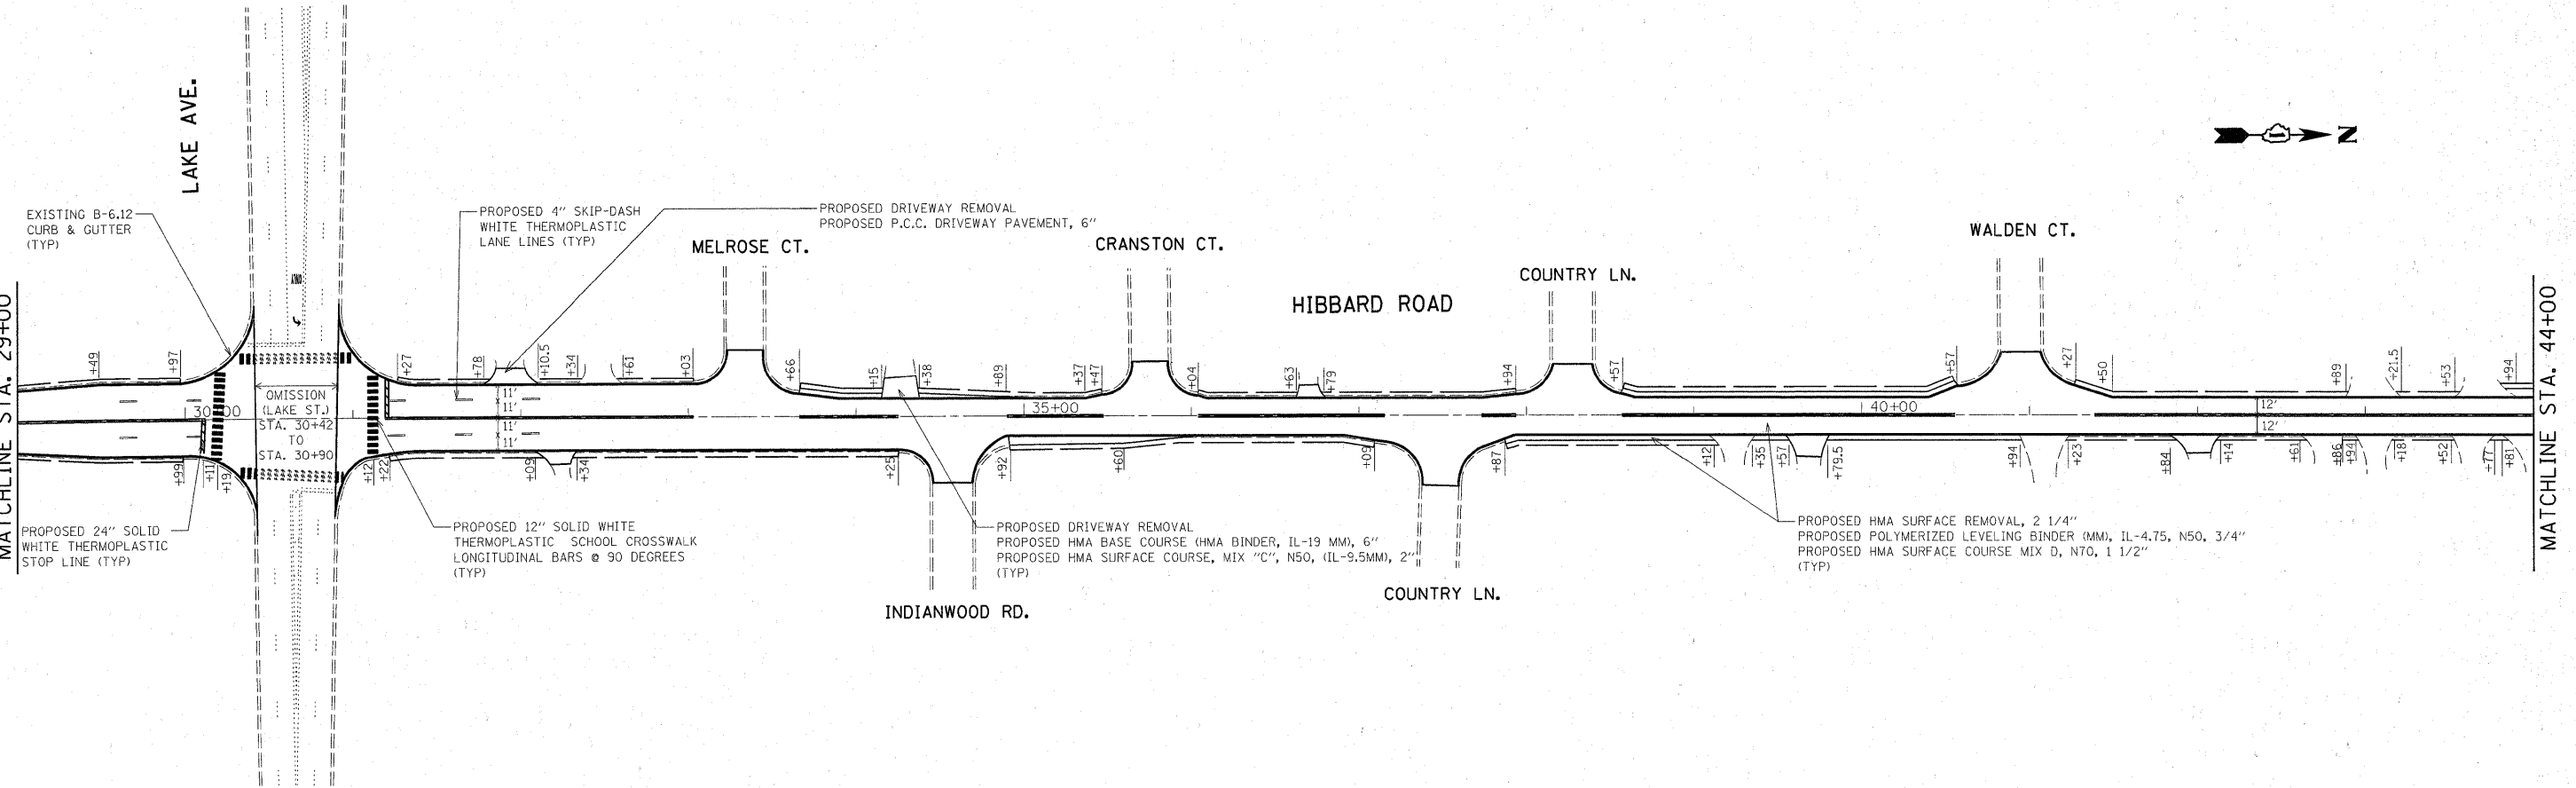 LAKE AVE.
EXISTING B-6.12
CURB & GUTTER
(TYP)
PROPOSED 4" SKIP-DASH
WHITE THERMOPLASTIC
LANE LINES (TYP)
PROPOSED DRIVEWAY REMOVAL
PROPOSED P.C.C. DRIVEWAY PAVEMENT, 6"
MELROSE CT.
CRANSTON CT.
HIBBARD ROAD
COUNTRY LN.
WALDEN CT.
N
MATCHLINE STA. 29+00
+49
+97
+27
+78
+10.5
+34
+61
+03
+66
+15
+38
+89
+37
+47
+04
+63
+79
+94
+57
+57
+27
+50
+89
+21.5
+53
+94
MATCHLINE STA. 44+00
ONLY
30+00
OMISSION
(LAKE ST.)
STA. 30+42
TO
STA. 30+90
11'
11'
11'
11'
35+00
40+00
12'
12'
+99
+11
+19
+12
+22
+09
+34
+25
+92
+60
+09
+87
+12
+35
+57
+79.5
+94
+23
+84
+14
+61
+86
+94
+18
+52
+77
+81
PROPOSED 24" SOLID
WHITE THERMOPLASTIC
STOP LINE (TYP)
PROPOSED 12" SOLID WHITE
THERMOPLASTIC SCHOOL CROSSWALK
LONGITUDINAL BARS @ 90 DEGREES
(TYP)
PROPOSED DRIVEWAY REMOVAL
PROPOSED HMA BASE COURSE (HMA BINDER, IL-19 MM), 6"
PROPOSED HMA SURFACE COURSE, MIX "C", N50, (IL-9.5MM), 2"
(TYP)
PROPOSED HMA SURFACE REMOVAL, 2 1/4"
PROPOSED POLYMERIZED LEVELING BINDER (MM), IL-4.75, N50, 3/4"
PROPOSED HMA SURFACE COURSE MIX D, N70, 1 1/2"
(TYP)
INDIANWOOD RD.
COUNTRY LN.